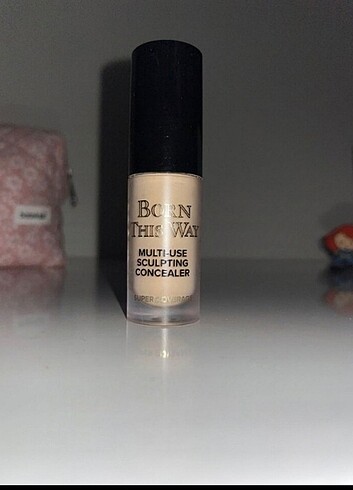 BORN
THIS WAY
MULTI-USE
SCULPTING
CONCEALER
SUPER COVERAGE